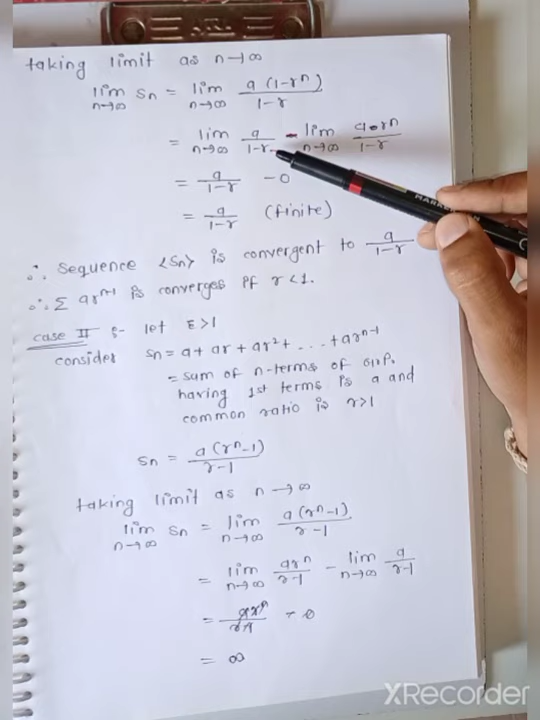 taking limit as n→∞
lim n→∞ Sn = lim n→∞ a(1-rⁿ)/1-r
= lim n→∞ a/1-r - lim n→∞ a·rⁿ/1-r
= a/1-r - 0
= a/1-r (finite)
∴ sequence <Sn> is convergent to a/1-r
∴ Σ arⁿ⁻¹ is converges if r<1.
case II :- let r>1
consider Sn = a + ar + ar² + ... + arⁿ⁻¹
= sum of n-terms of G.P.
having 1st terms is a and
common ratio is r>1
Sn = a(rⁿ-1)/r-1
taking limit as n→∞
lim n→∞ Sn = lim n→∞ a(rⁿ-1)/r-1
= lim n→∞ arⁿ/r-1 - lim n→∞ a/r-1
= ∞
MARK
XRecorder